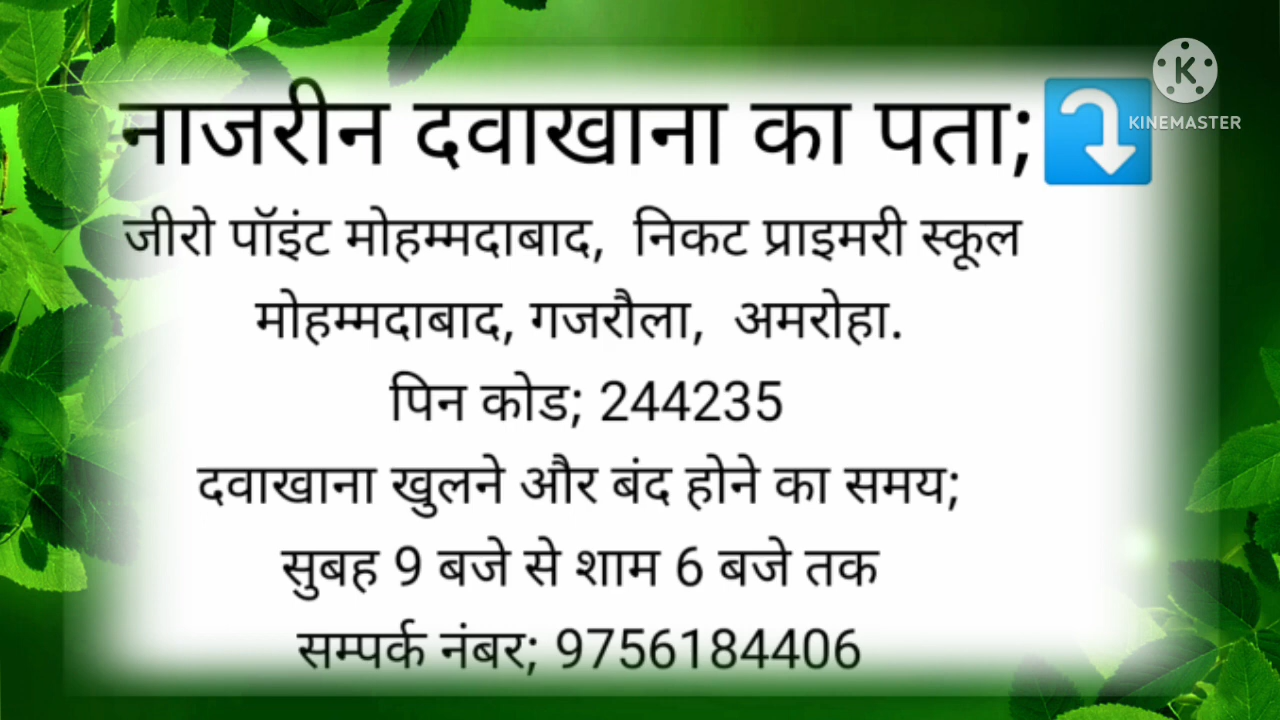 नाजरीन दवाखाना का पता;⤵️
KINEMASTER
जीरो पॉइंट मोहम्मदाबाद, निकट प्राइमरी स्कूल
मोहम्मदाबाद, गजरौला, अमरोहा.
पिन कोड; 244235
दवाखाना खुलने और बंद होने का समय;
सुबह 9 बजे से शाम 6 बजे तक
सम्पर्क नंबर; 9756184406